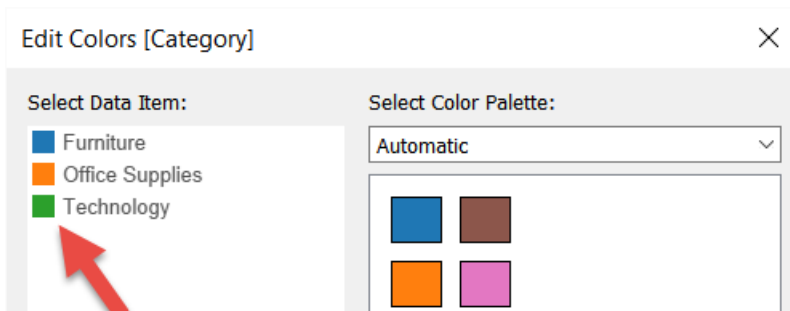 Edit Colors [Category]
Select Data Item:
Furniture
Office Supplies
Technology
Select Color Palette:
Automatic